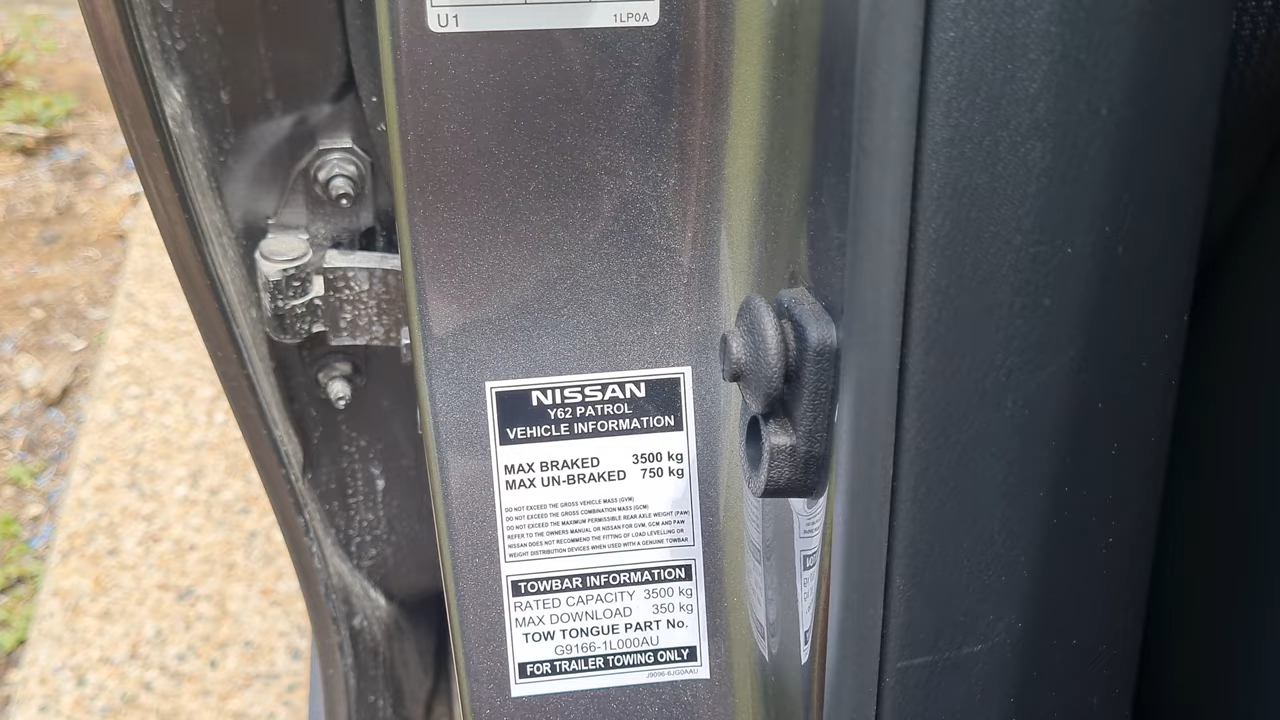 U1 1LP0A
NISSAN
Y62 PATROL
VEHICLE INFORMATION
MAX BRAKED 3500 kg
MAX UN-BRAKED 750 kg
DO NOT EXCEED THE GROSS VEHICLE MASS (GVM)
DO NOT EXCEED THE GROSS COMBINATION MASS (GCM)
DO NOT EXCEED THE MAXIMUM PERMISSIBLE REAR AXLE WEIGHT (PAW)
REFER TO THE OWNERS MANUAL OR NISSAN FOR GVM, GCM AND PAW
NISSAN DOES NOT RECOMMEND THE FITTING OF LOAD LEVELLING OR
WEIGHT DISTRIBUTION DEVICES WHEN USED WITH A GENUINE TOWBAR
TOWBAR INFORMATION
RATED CAPACITY 3500 kg
MAX DOWNLOAD 350 kg
TOW TONGUE PART No.
G9166-1L000AU
FOR TRAILER TOWING ONLY
J9096-6JG0AAU